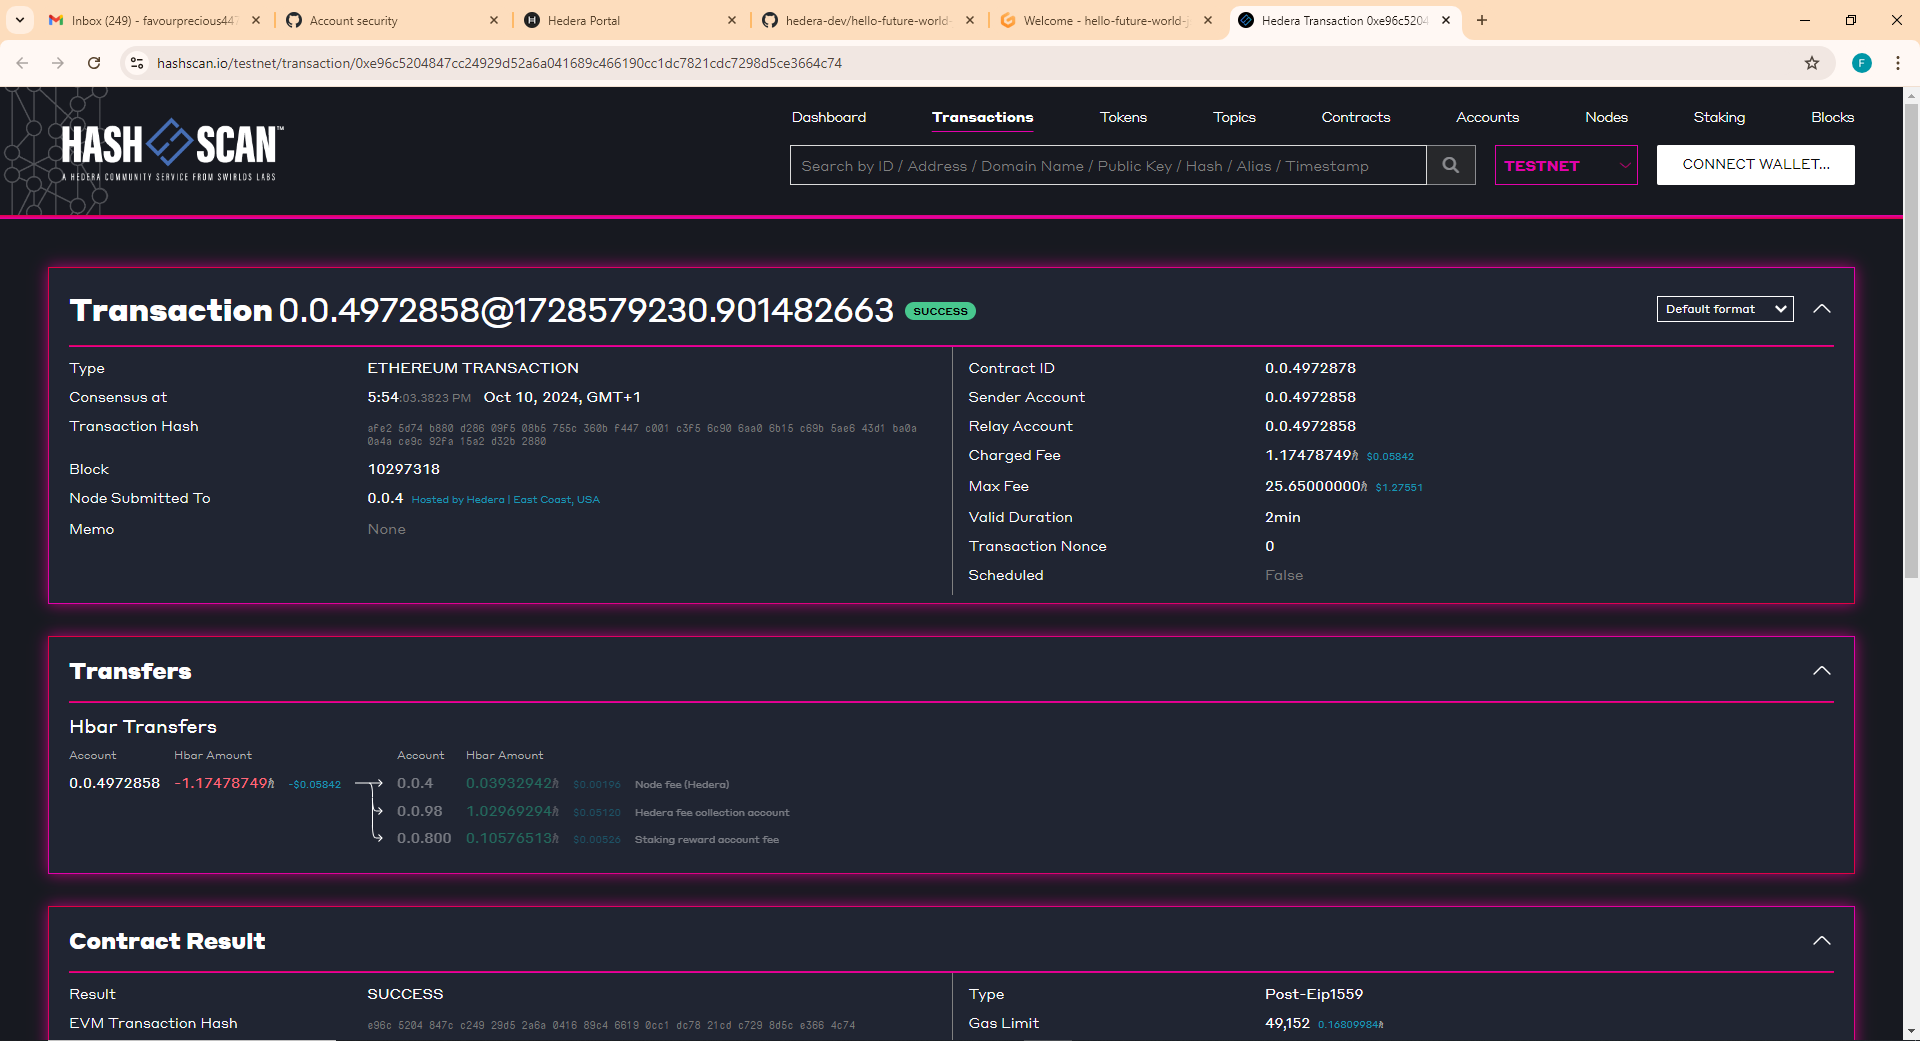 Inbox (249) - favourprecious447
Account security
Hedera Portal
hedera-dev/hello-future-world-
Welcome - hello-future-world-j
Hedera Transaction 0xe96c5204
hashscan.io/testnet/transaction/0xe96c5204847cc24929d52a6a041689c466190cc1dc7821cdc7298d5ce3664c74
F
HASH SCAN™
A HEDERA COMMUNITY SERVICE FROM SWIRLDS LABS
Dashboard Transactions Tokens Topics Contracts Accounts Nodes Staking Blocks
Search by ID / Address / Domain Name / Public Key / Hash / Alias / Timestamp
TESTNET
CONNECT WALLET...
Transaction 0.0.4972858@1728579230.901482663 SUCCESS
Default format
Type ETHEREUM TRANSACTION
Consensus at 5:54:03.3823 PM Oct 10, 2024, GMT+1
Transaction Hash afe2 5d74 b880 d286 09f5 08b5 755c 360b f447 c001 c3f5 6c90 6aa0 6b15 c69b 5ae6 43d1 ba0a
0a4a ce9c 92fa 15a2 d32b 2880
Block 10297318
Node Submitted To 0.0.4 Hosted by Hedera | East Coast, USA
Memo None
Contract ID 0.0.4972878
Sender Account 0.0.4972858
Relay Account 0.0.4972858
Charged Fee 1.17478749ℏ $0.05842
Max Fee 25.65000000ℏ $1.27551
Valid Duration 2min
Transaction Nonce 0
Scheduled False
Transfers
Hbar Transfers
Account Hbar Amount Account Hbar Amount
0.0.4972858 -1.17478749ℏ -$0.05842 0.0.4 0.03932942ℏ $0.00196 Node fee (Hedera)
0.0.98 1.02969294ℏ $0.05120 Hedera fee collection account
0.0.800 0.10576513ℏ $0.00526 Staking reward account fee
Contract Result
Result SUCCESS
EVM Transaction Hash e96c 5204 847c c249 29d5 2a6a 0416 89c4 6619 0cc1 dc78 21cd c729 8d5c e366 4c74
Type Post-Eip1559
Gas Limit 49,152 0.16809984ℏ